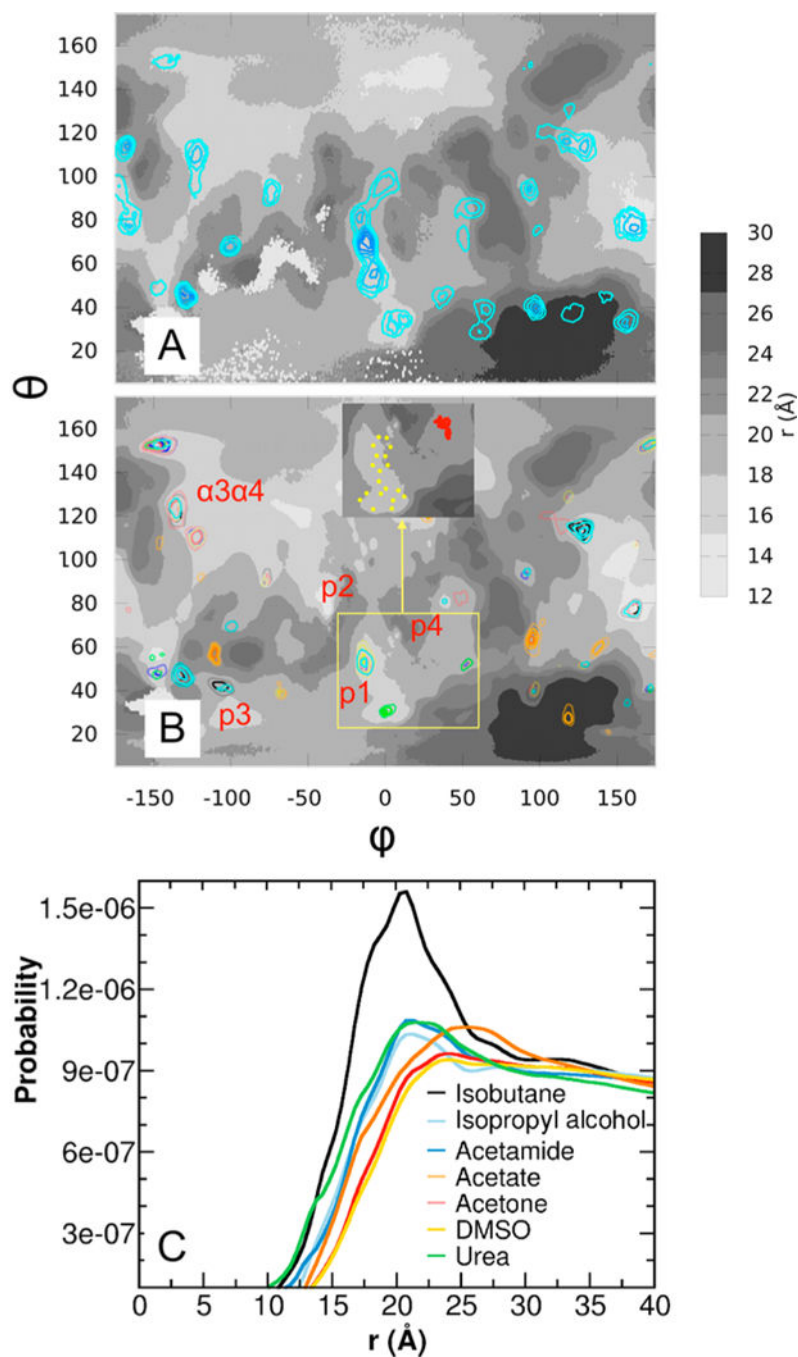 160
140
120
100
80
60
40
20
A
θ
30
28
26
24
22
20
18
16
14
12
r (Å)
160
140
120
100
80
60
40
20
α3α4
p2
p4
p1
p3
B
-150 -100 -50 0 50 100 150
φ
1.5e-06
1.2e-06
9e-07
6e-07
3e-07
Probability
Isobutane
Isopropyl alcohol
Acetamide
Acetate
Acetone
DMSO
Urea
C
0 5 10 15 20 25 30 35 40
r (Å)